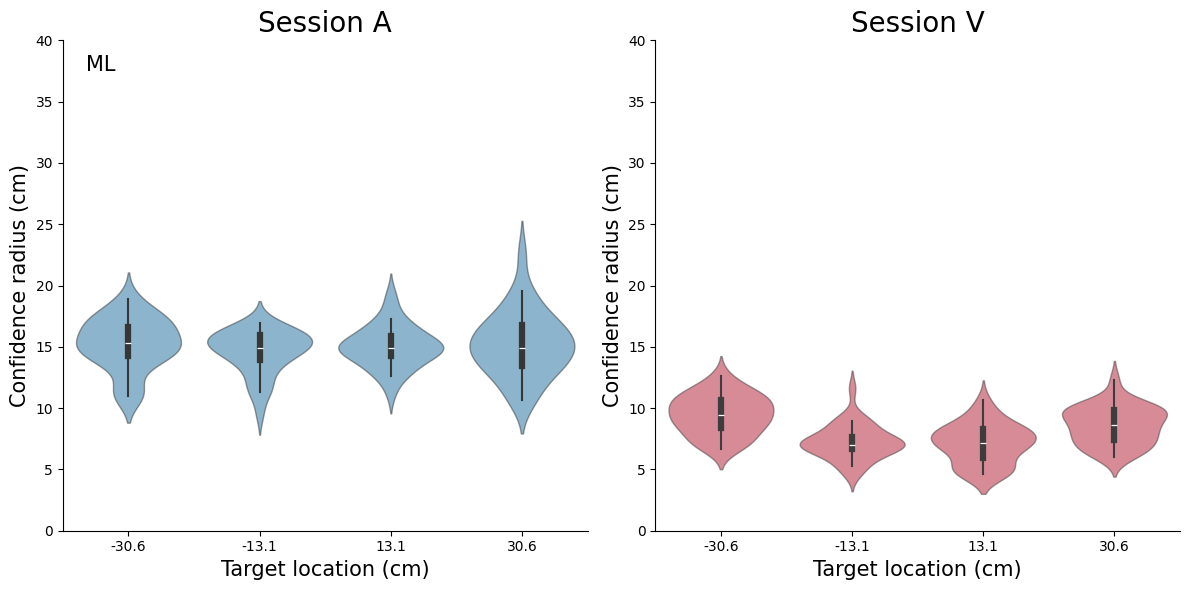 Session A
ML
Confidence radius (cm)
40
35
30
25
20
15
10
5
0
-30.6 -13.1 13.1 30.6
Target location (cm)
Session V
Confidence radius (cm)
40
35
30
25
20
15
10
5
0
-30.6 -13.1 13.1 30.6
Target location (cm)